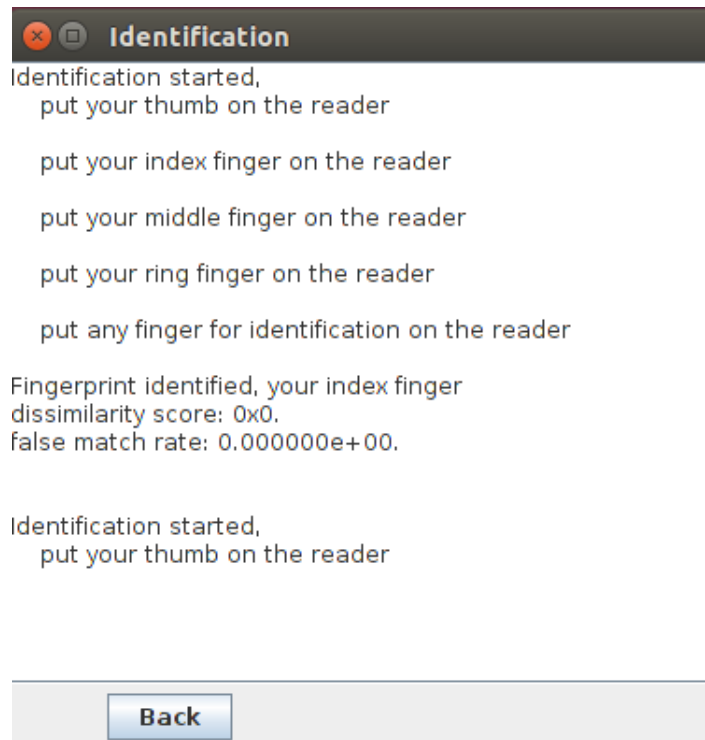 Identification
Identification started,
put your thumb on the reader
put your index finger on the reader
put your middle finger on the reader
put your ring finger on the reader
put any finger for identification on the reader
Fingerprint identified, your index finger
dissimilarity score: 0x0.
false match rate: 0.000000e+00.
Identification started,
put your thumb on the reader
Back